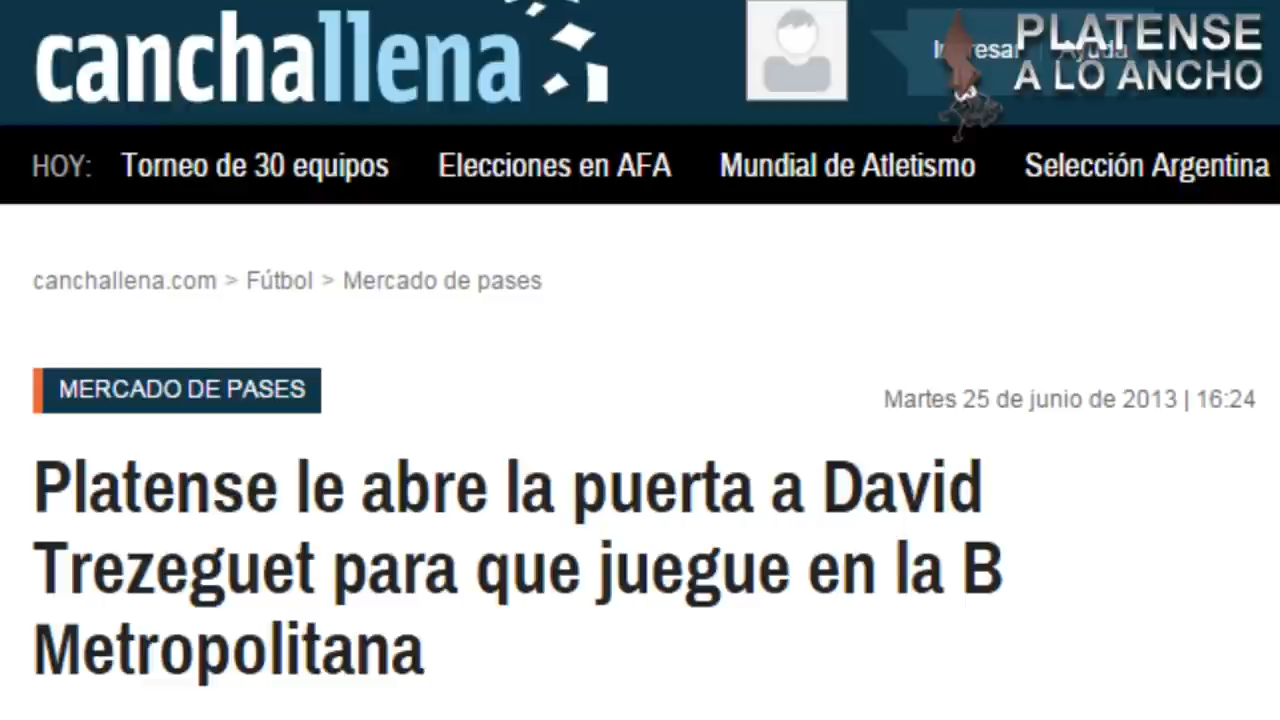 canchallena
Ingresar | Ayuda
PLATENSE
A LO ANCHO
HOY: Torneo de 30 equipos Elecciones en AFA Mundial de Atletismo Selección Argentina
canchallena.com > Fútbol > Mercado de pases
MERCADO DE PASES
Martes 25 de junio de 2013 | 16:24
Platense le abre la puerta a David
Trezeguet para que juegue en la B
Metropolitana